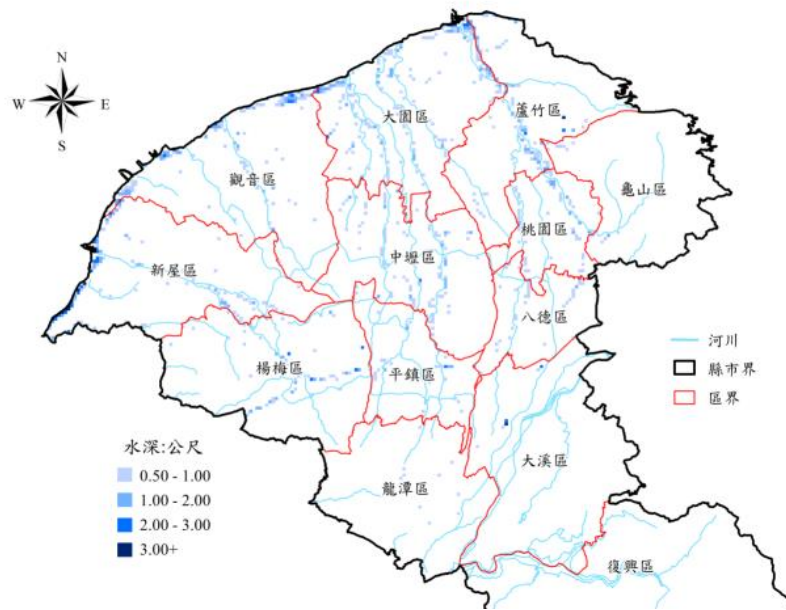 N
W E
S
大園區
蘆竹區
觀音區
龜山區
桃園區
中壢區
新屋區
八德區
楊梅區
平鎮區
大溪區
龍潭區
復興區
河川
縣市界
區界
水深:公尺
0.50 - 1.00
1.00 - 2.00
2.00 - 3.00
3.00+